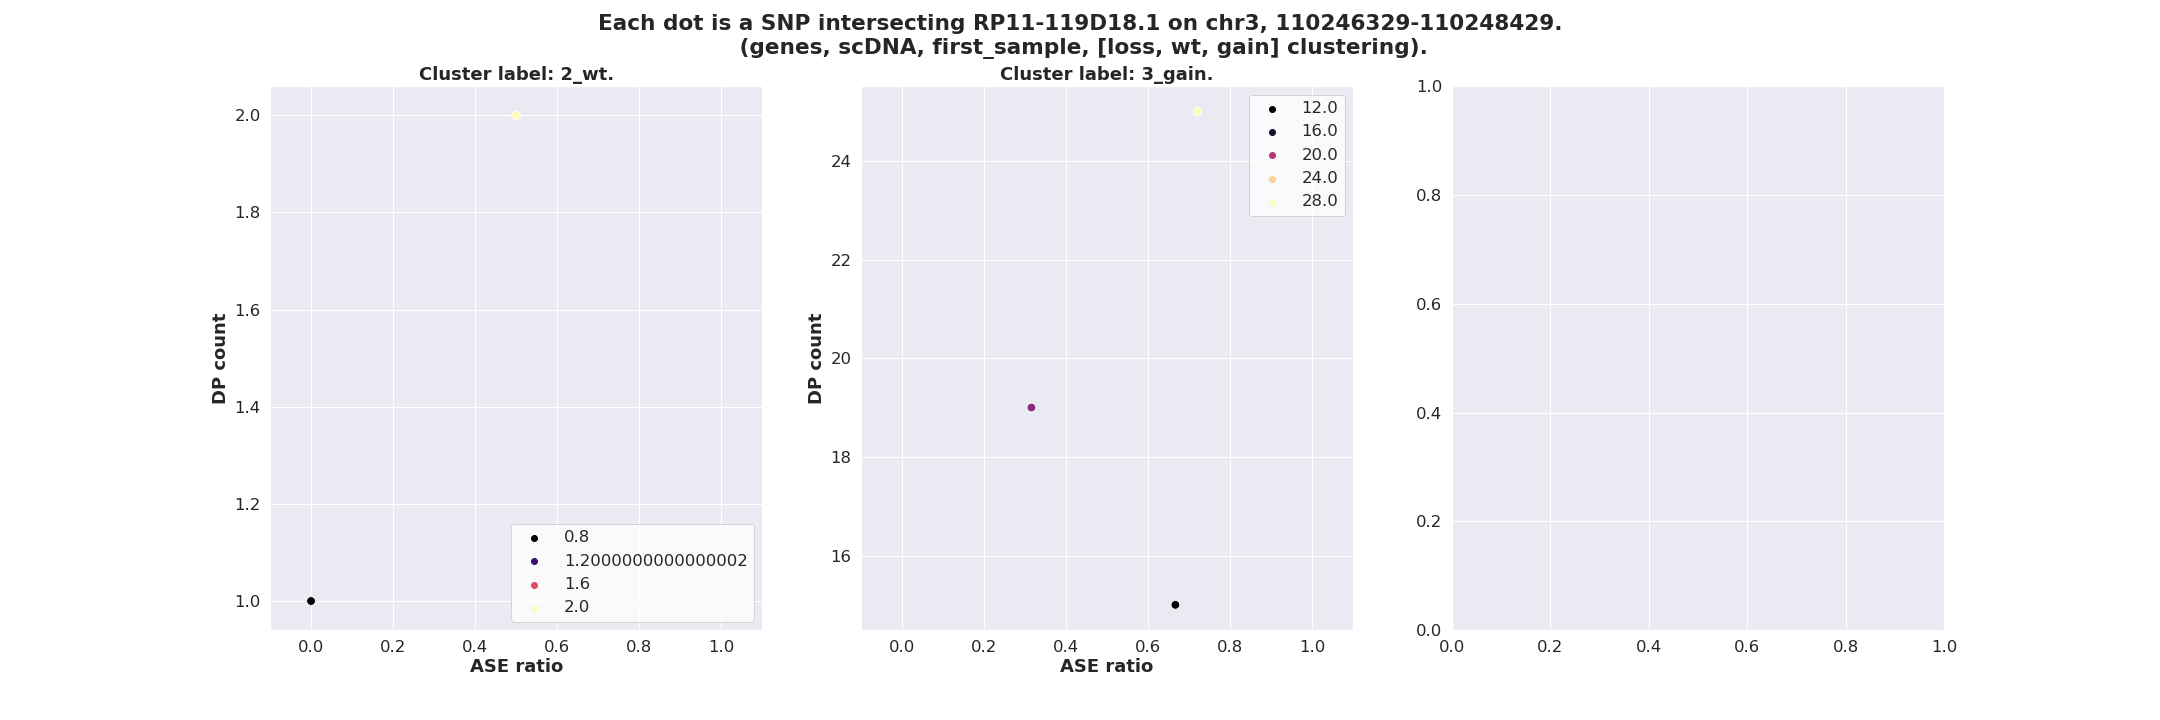 Each dot is a SNP intersecting RP11-119D18.1 on chr3, 110246329-110248429.
(genes, scDNA, first_sample, [loss, wt, gain] clustering).
Cluster label: 2_wt.
2.0
1.8
1.6
1.4
1.2
1.0
DP count
0.8
1.2000000000000002
1.6
2.0
0.0 0.2 0.4 0.6 0.8 1.0
ASE ratio
Cluster label: 3_gain.
24
22
20
18
16
DP count
12.0
16.0
20.0
24.0
28.0
0.0 0.2 0.4 0.6 0.8 1.0
ASE ratio
1.0
0.8
0.6
0.4
0.2
0.0
0.0 0.2 0.4 0.6 0.8 1.0